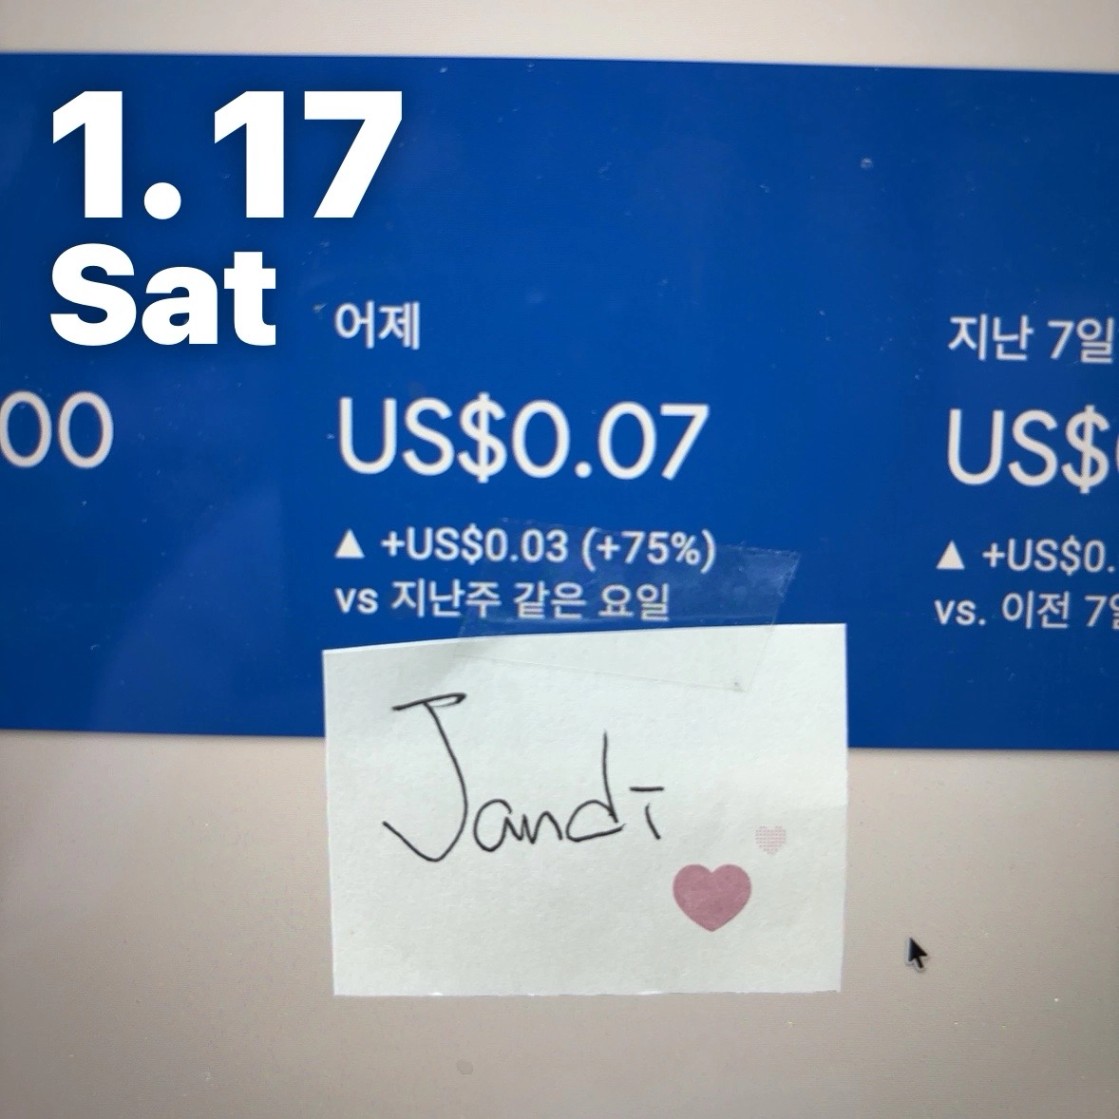 1. 17
Sat
00
어제
US$0.07
▲ +US$0.03 (+75%)
vs 지난주 같은 요일
지난 7일
US$
▲ +US$0.
vs. 이전 7
Jandi